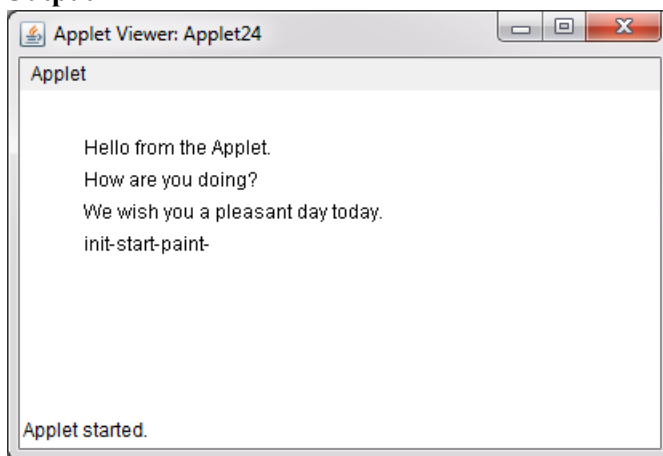 Applet Viewer: Applet24
Applet
Hello from the Applet.
How are you doing?
We wish you a pleasant day today.
init-start-paint-
Applet started.